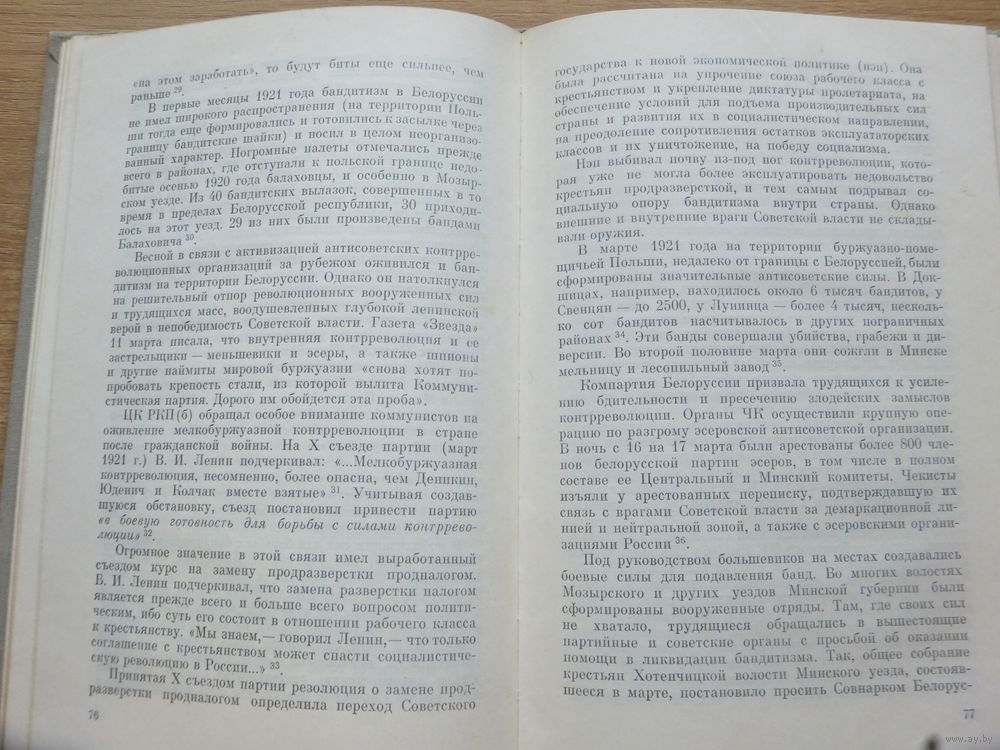 «на этом заработать», то будут биты еще сильнее, чем
раньше 29.
В первые месяцы 1921 года бандитизм в Белоруссии
не имел широкого распространения (на территории Поль-
ши тогда еще формировались и готовились к засылке через
границу бандитские шайки) и носил в целом неорганизо-
ванный характер. Погромные налеты отмечались прежде
всего в районах, где отступали к польской границе недо-
битые осенью 1920 года балаховцы, и особенно в Мозыр-
ском уезде. Из 40 бандитских вылазок, совершенных в то
время в пределах Белорусской республики, 30 приходи-
лось на этот уезд. 29 из них были произведены бандами
Балаховича 30.
Весной в связи с активизацией антисоветских контрре-
волюционных организаций за рубежом оживился и бан-
дитизм на территории Белоруссии. Однако он натолкнулся
на решительный отпор революционных вооруженных сил
и трудящихся масс, воодушевленных глубокой ленинской
верой в непобедимость Советской власти. Газета «Звезда»
11 марта писала, что внутренняя контрреволюция и ее
застрельщики — меньшевики и эсеры, а также шпионы
и другие наймиты мировой буржуазии «снова хотят по-
пробовать крепость стали, из которой вылита Коммуни-
стическая партия. Дорого им обойдется эта проба».
ЦК РКП(б) обращал особое внимание коммунистов на
оживление мелкобуржуазной контрреволюции в стране
после гражданской войны. На X съезде партии (март
1921 г.) В. И. Ленин подчеркивал: «...Мелкобуржуазная
контрреволюция, несомненно, более опасна, чем Деникин,
Юденич и Колчак вместе взятые» 31. Учитывая создав-
шуюся обстановку, съезд постановил привести партию
«в боевую готовность для борьбы с силами контррево-
люции» 32.
Огромное значение в этой связи имел выработанный
съездом курс на замену продразверстки продналогом.
В. И. Ленин подчеркивал, что замена разверстки налогом
является прежде всего и больше всего вопросом полити-
ческим, ибо суть его состоит в отношении рабочего класса
к крестьянству. «Мы знаем,— говорил Ленин,— что только
соглашение с крестьянством может спасти социалистиче-
скую революцию в России...» 33
Принятая X съездом партии резолюция о замене прод-
разверстки продналогом определила переход Советского
76
государства к новой экономической политике (нэп). Она
была рассчитана на упрочение союза рабочего класса с
крестьянством и укрепление диктатуры пролетариата, на
обеспечение условий для подъема производительных сил
страны и развития их в социалистическом направлении,
на преодоление сопротивления остатков эксплуататорских
классов и их уничтожение, на победу социализма.
Нэп выбивал почву из-под ног контрреволюции, кото-
рая уже не могла более эксплуатировать недовольство
крестьян продразверсткой, и тем самым подрывал со-
циальную опору бандитизма внутри страны. Однако
внешние и внутренние враги Советской власти не склады-
вали оружия.
В марте 1921 года на территории буржуазно-поме-
щичьей Польши, недалеко от границы с Белоруссией, были
сформированы значительные антисоветские силы. В Док-
шицах, например, находилось около 6 тысяч бандитов, у
Свенцян — до 2500, у Лунинца — более 4 тысяч, несколь-
ко сот бандитов насчитывалось в других пограничных
районах 34. Эти банды совершали убийства, грабежи и ди-
версии. Во второй половине марта они сожгли в Минске
мельницу и лесопильный завод 35.
Компартия Белоруссии призвала трудящихся к усиле-
нию бдительности и пресечению злодейских замыслов
контрреволюции. Органы ЧК осуществили крупную опе-
рацию по разгрому эсеровской антисоветской организации.
В ночь с 16 на 17 марта были арестованы более 800 чле-
нов белорусской партии эсеров, в том числе в полном
составе ее Центральный и Минский комитеты. Чекисты
изъяли у арестованных переписку, подтверждавшую их
связь с врагами Советской власти за демаркационной ли-
нией и нейтральной зоной, а также с эсеровскими органи-
зациями России 36.
Под руководством большевиков на местах создавались
боевые силы для подавления банд. Во многих волостях
Мозырского и других уездов Минской губернии были
сформированы вооруженные отряды. Там, где своих сил
не хватало, трудящиеся обращались в вышестоящие
партийные и советские органы с просьбой об оказании
помощи в ликвидации бандитизма. Так, общее собрание
крестьян Хотенчицкой волости Минского уезда, состояв-
шееся в марте, постановило просить Совнарком Белорус-
77
www.ay.by